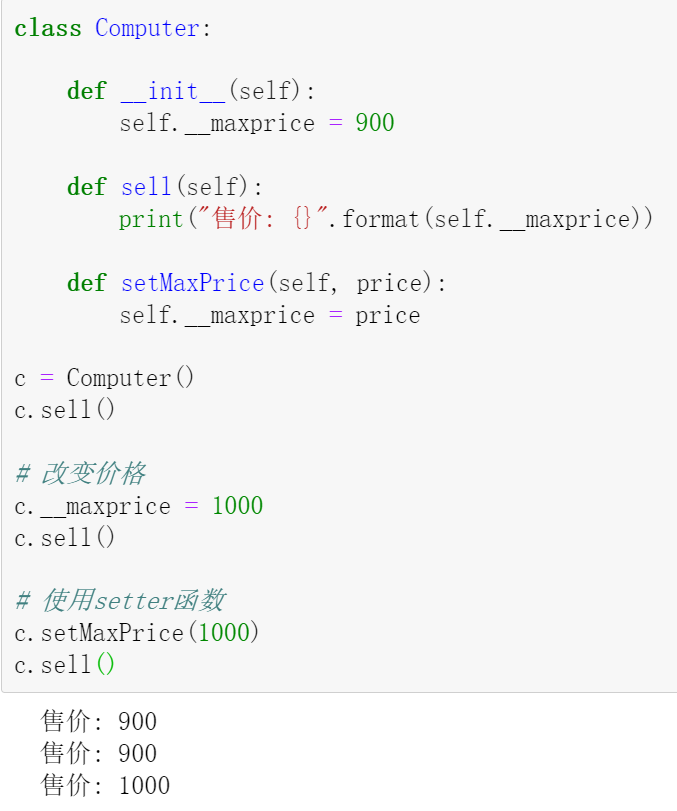 class Computer:
    def __init__(self):
        self.__maxprice = 900
    def sell(self):
        print("售价: {}".format(self.__maxprice))
    def setMaxPrice(self, price):
        self.__maxprice = price
c = Computer()
c.sell()
# 改变价格
c.__maxprice = 1000
c.sell()
# 使用setter函数
c.setMaxPrice(1000)
c.sell()
售价: 900
售价: 900
售价: 1000